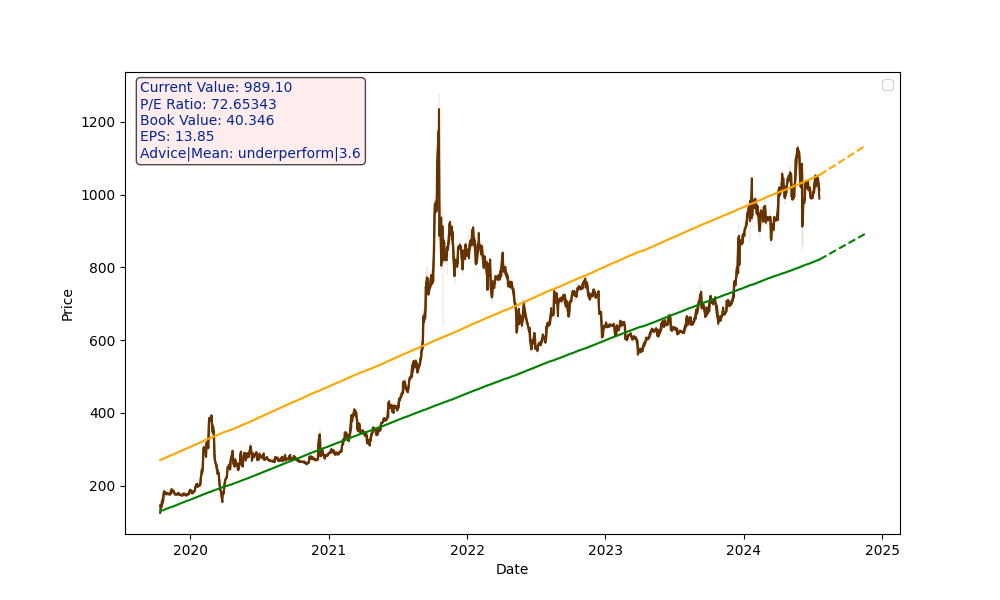 Current Value: 989.10
P/E Ratio: 72.65343
Book Value: 40.346
EPS: 13.85
Advice|Mean: underperform|3.6
1200
1000
800
600
400
200
Price
2020
2021
2022
2023
2024
2025
Date